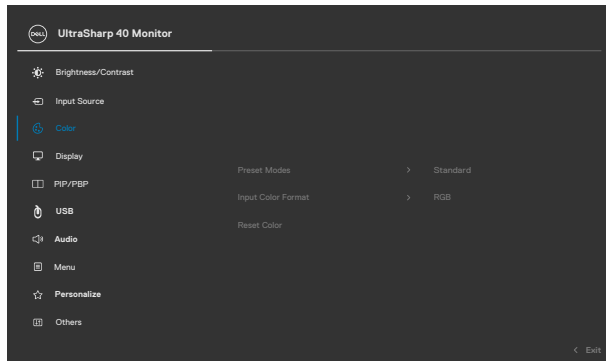 DELL UltraSharp 40 Monitor
Brightness/Contrast
Input Source
Color
Display
PIP/PBP
USB
Audio
Menu
Personalize
Others
Preset Modes > Standard
Input Color Format > RGB
Reset Color
< Exit